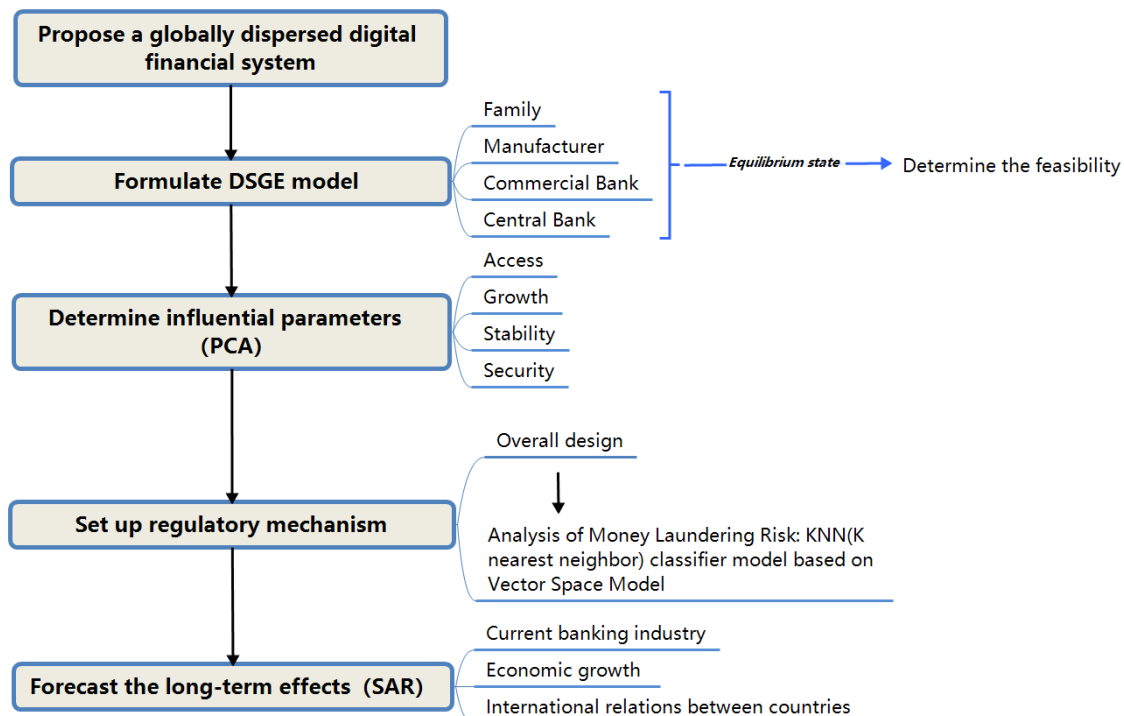 Propose a globally dispersed digital
financial system
Formulate DSGE model
Family
Manufacturer
Commercial Bank
Central Bank
Equilibrium state
Determine the feasibility
Determine influential parameters
(PCA)
Access
Growth
Stability
Security
Set up regulatory mechanism
Overall design
Analysis of Money Laundering Risk: KNN(K
nearest neighbor) classifier model based on
Vector Space Model
Forecast the long-term effects (SAR)
Current banking industry
Economic growth
International relations between countries